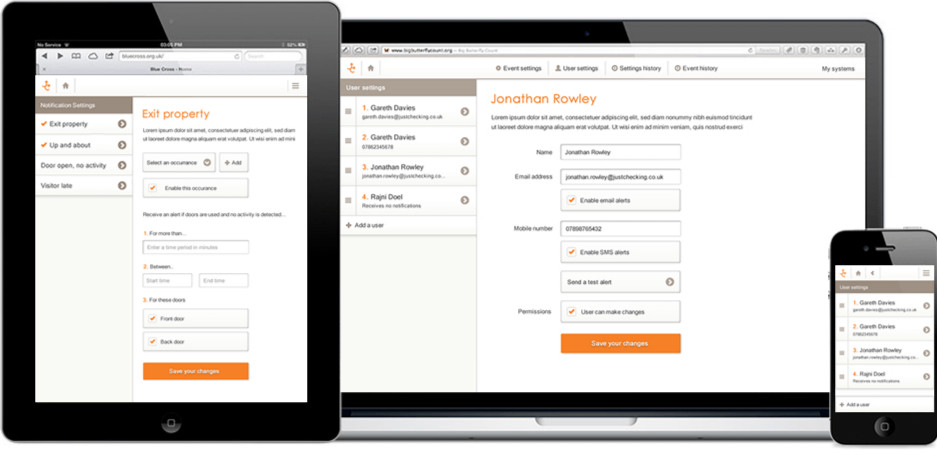 No Service
03:05 PM
52%
bluecross.org.uk/
Search
Blue Cross - Home
Notification Settings
Exit property
Up and about
Door open, no activity
Visitor late
Exit property
Lorem ipsum dolor sit amet, consectetuer adipiscing elit, sed diam
ut laoreet dolore magna aliquam erat volutpat. Ut wisi enim ad mini
Select an occurrance
+ Add
Enable this occurance
Receive an alert if doors are used and no activity is detected...
1. For more than...
Enter a time period in minutes
2. Between..
Start time
End time
3. For these doors
Front door
Back door
Save your changes
www.bigbutterflycount.org
Event settings
User settings
Settings history
Event history
My systems
User settings
1. Gareth Davies
gareth.davies@justchecking.co.uk
2. Gareth Davies
07862345678
3. Jonathan Rowley
jonathan.rowley@justchecking.co...
4. Rajni Doel
Receives no notifications
+ Add a user
Jonathan Rowley
Lorem ipsum dolor sit amet, consectetuer adipiscing elit, sed diam nonummy nibh euismod tincidunt
ut laoreet dolore magna aliquam erat volutpat. Ut wisi enim ad minim veniam, quis nostrud exerci
Name
Jonathan Rowley
Email address
jonathan.rowley@justchecking.co.uk
Enable email alerts
Mobile number
07898765432
Enable SMS alerts
Send a test alert
Permissions
User can make changes
Save your changes
User settings
1. Gareth Davies
gareth.davies@justchecking.co.uk
2. Gareth Davies
07862345678
3. Jonathan Rowley
jonathan.rowley@justchecking.co...
4. Rajni Doel
Receives no notifications
+ Add a user